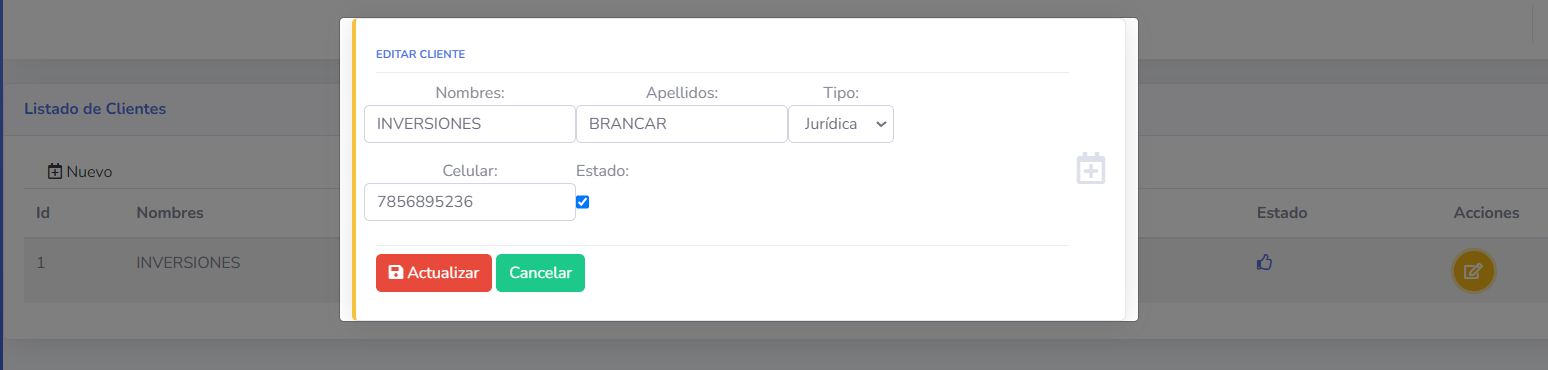 EDITAR CLIENTE
Nombres: Apellidos: Tipo:
INVERSIONES BRANCAR Jurídica
Celular: Estado:
7856895236
Actualizar Cancelar
Listado de Clientes
Nuevo
Id Nombres Estado Acciones
1 INVERSIONES